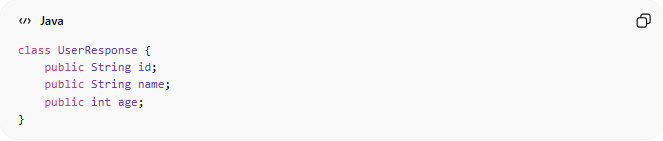 </> Java
class UserResponse {
    public String id;
    public String name;
    public int age;
}